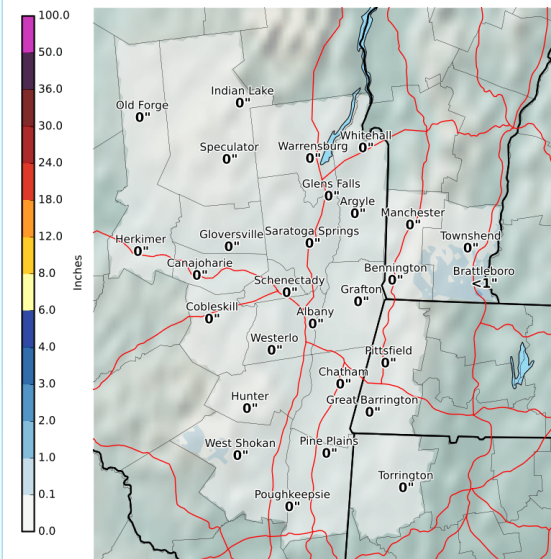 100.0
50.0
36.0
30.0
24.0
18.0
12.0
8.0
6.0
4.0
3.0
2.0
1.0
0.1
0.0
Inches
Indian Lake
0"
Old Forge
0"
Whitehall
0"
Speculator
0"
Warrensburg
0"
Glens Falls
0"
Argyle
0"
Manchester
0"
Herkimer
0"
Gloversville
0"
Saratoga Springs
0"
Townshend
0"
Canajoharie
0"
Bennington
0"
Brattleboro
<1"
Schenectady
0"
Grafton
0"
Cobleskill
0"
Albany
0"
Westerlo
0"
Pittsfield
0"
Chatham
0"
Hunter
0"
Great Barrington
0"
West Shokan
0"
Pine Plains
0"
Torrington
0"
Poughkeepsie
0"